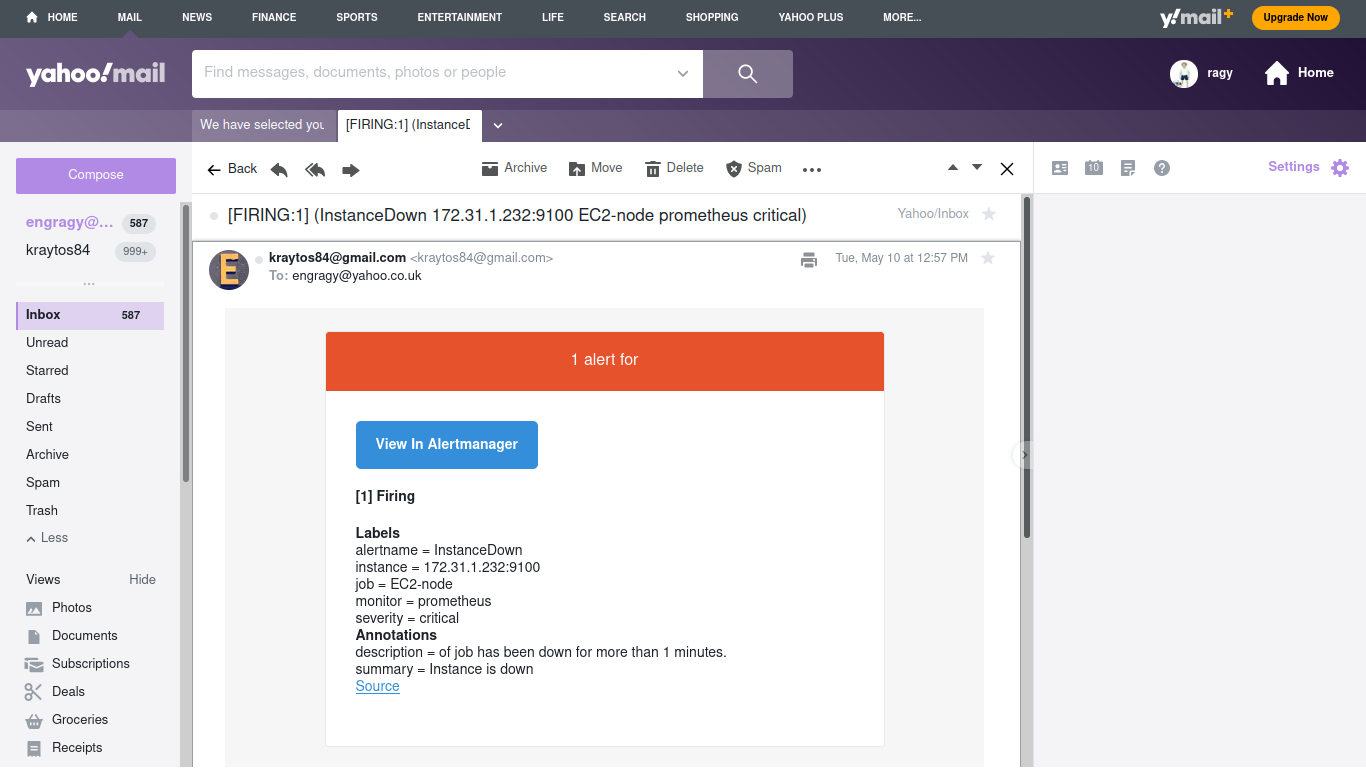 HOME MAIL NEWS FINANCE SPORTS ENTERTAINMENT LIFE SEARCH SHOPPING YAHOO PLUS MORE... y!mail+ Upgrade Now
yahoo!mail Find messages, documents, photos or people ragy Home
We have selected you [FIRING:1] (InstanceD
Compose Back Archive Move Delete Spam ••• 10 ? Settings
engragy@... 587
kraytos84 999+
Inbox 587
Unread
Starred
Drafts
Sent
Archive
Spam
Trash
Less
Views Hide
Photos
Documents
Subscriptions
Deals
Groceries
Receipts
[FIRING:1] (InstanceDown 172.31.1.232:9100 EC2-node prometheus critical) Yahoo/Inbox
E kraytos84@gmail.com <kraytos84@gmail.com> Tue, May 10 at 12:57 PM
To: engragy@yahoo.co.uk
1 alert for
View In Alertmanager
[1] Firing
Labels
alertname = InstanceDown
instance = 172.31.1.232:9100
job = EC2-node
monitor = prometheus
severity = critical
Annotations
description = of job has been down for more than 1 minutes.
summary = Instance is down
Source